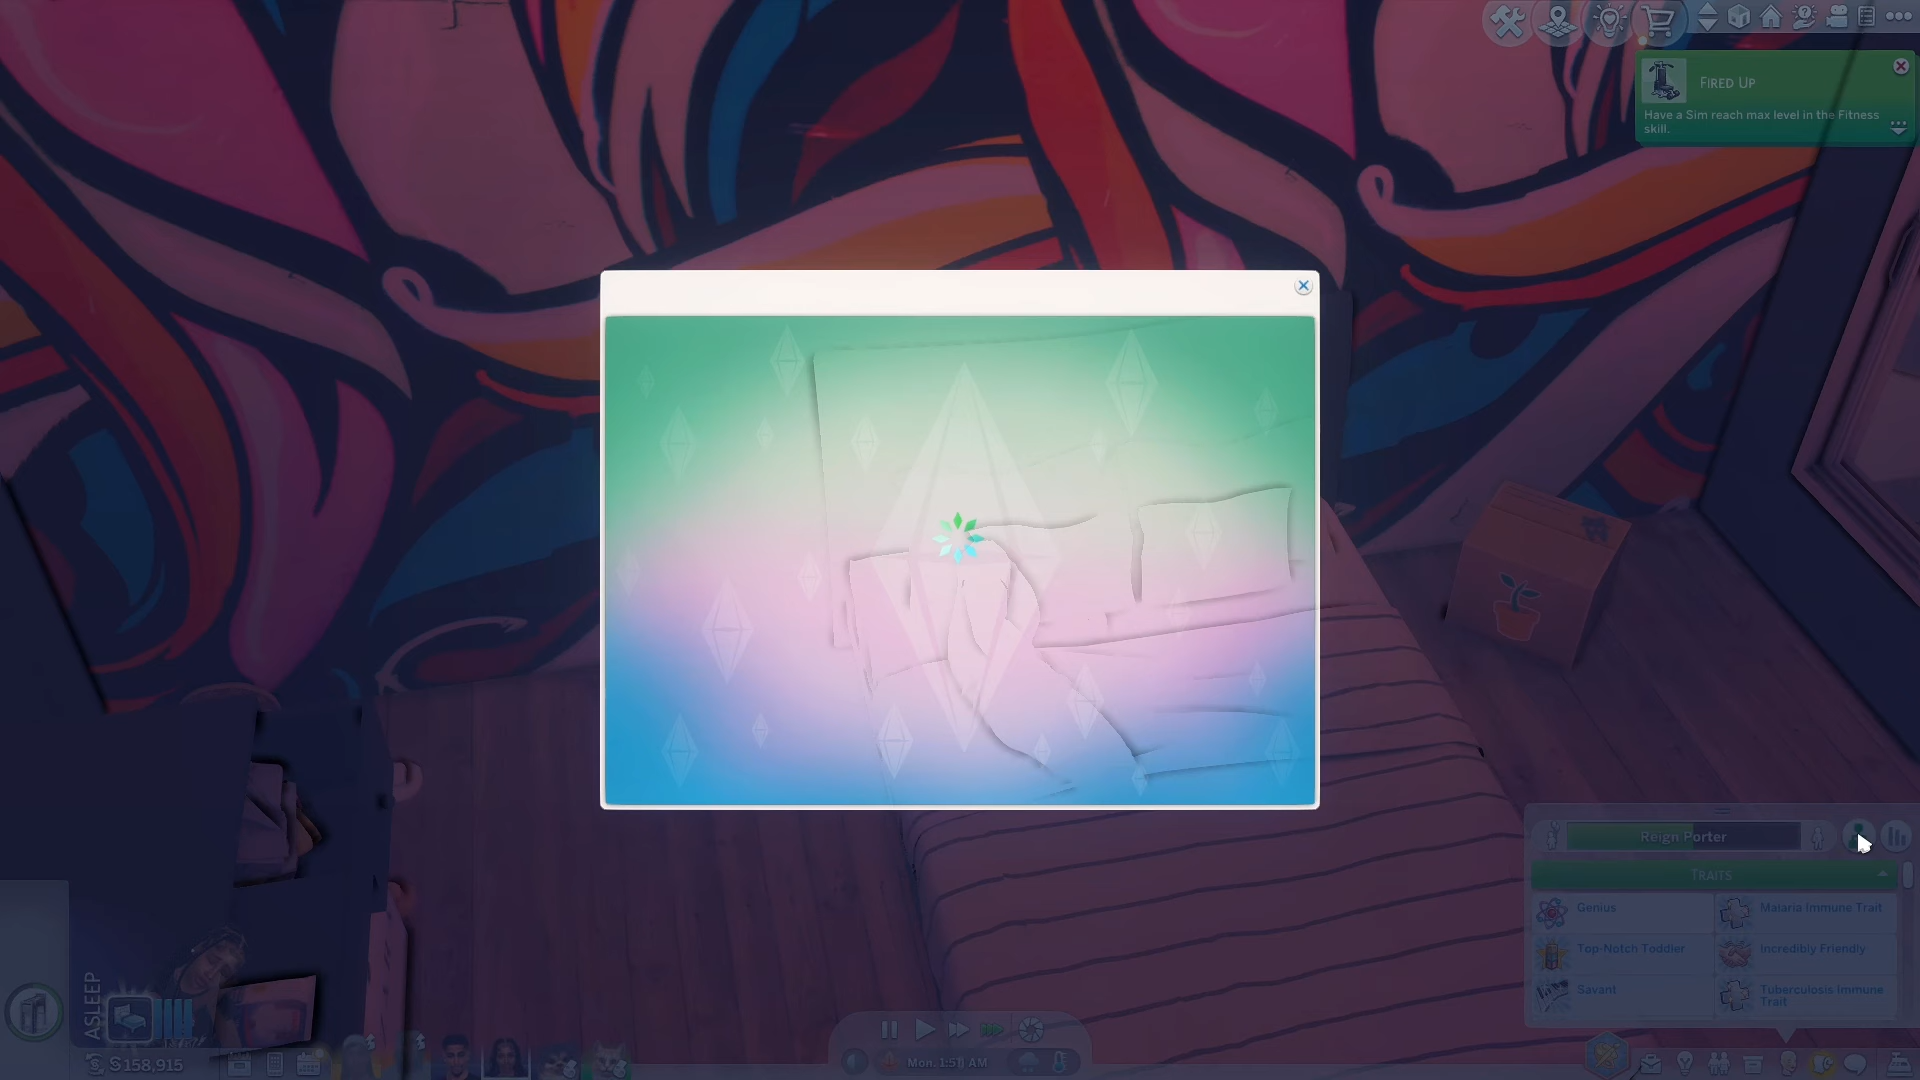 FIRED UP
Have a Sim reach max level in the Fitness
skill.
Reign Porter
TRAITS
Genius
Malaria Immune Trait
Top-Notch Toddler
Incredibly Friendly
Savant
Tuberculosis Immune
Trait
ASLEEP
§158,915
Mon. 1:51 AM